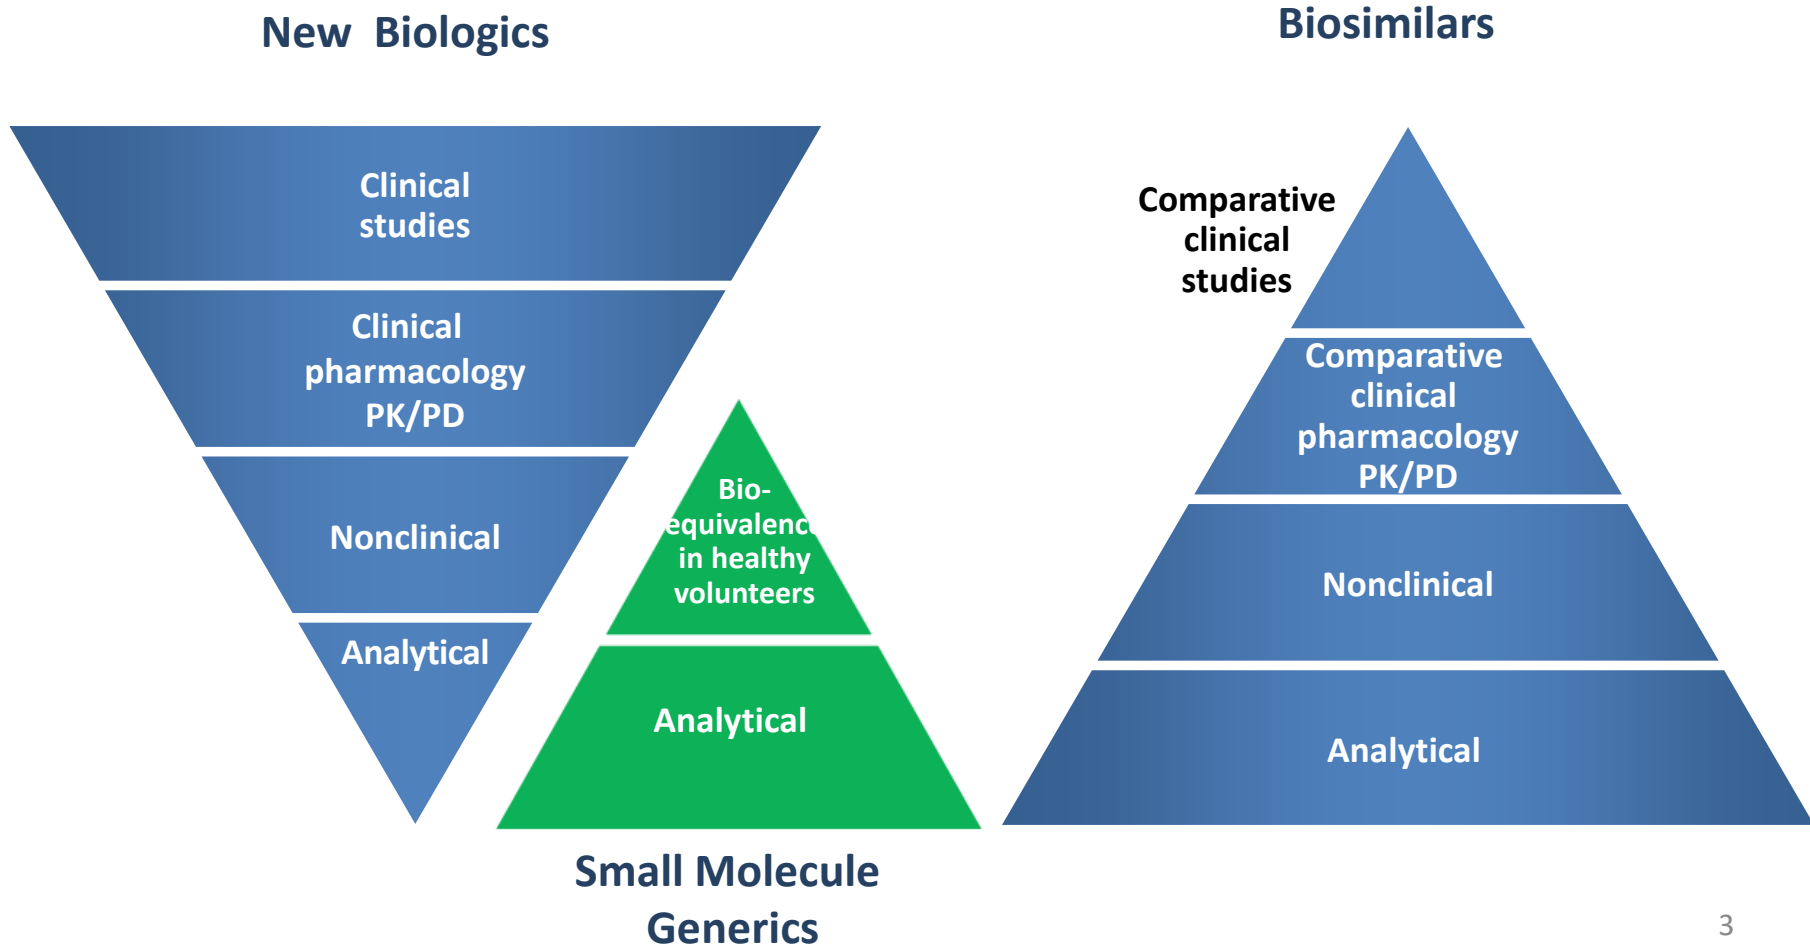 New  Biologics
Clinical
studies
Clinical
pharmacology
PK/PD
Nonclinical
Analytical
Bio-
equivalence
in healthy
volunteers
Analytical
Small Molecule
Generics
Biosimilars
Comparative
clinical
studies
Comparative
clinical
pharmacology
PK/PD
Nonclinical
Analytical
3